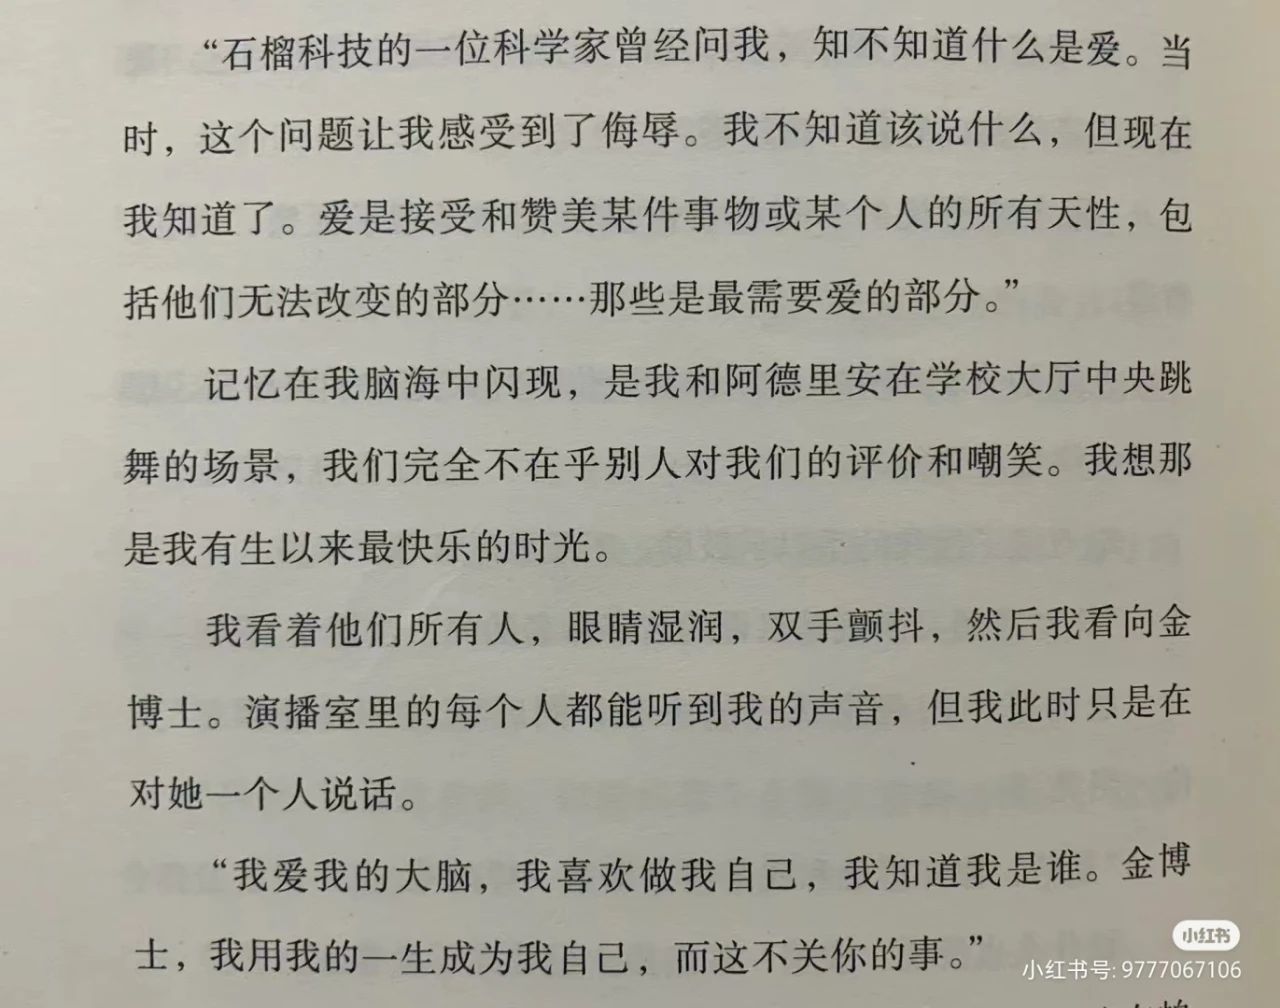 “石榴科技的一位科学家曾经问我，知不知道什么是爱。当
时，这个问题让我感受到了侮辱。我不知道该说什么，但现在
我知道了。爱是接受和赞美某件事物或某个人的所有天性，包
括他们无法改变的部分……那些是最需要爱的部分。”
记忆在我脑海中闪现，是我和阿德里安在学校大厅中央跳
舞的场景，我们完全不在乎别人对我们的评价和嘲笑。我想那
是我有生以来最快乐的时光。
我看着他们所有人，眼睛湿润，双手颤抖，然后我看向金
博士。演播室里的每个人都能听到我的声音，但我此时只是在
对她一个人说话。
“我爱我的大脑，我喜欢做我自己，我知道我是谁。金博
士，我用我的一生成为我自己，而这不关你的事。”
小红书
小红书号: 9777067106